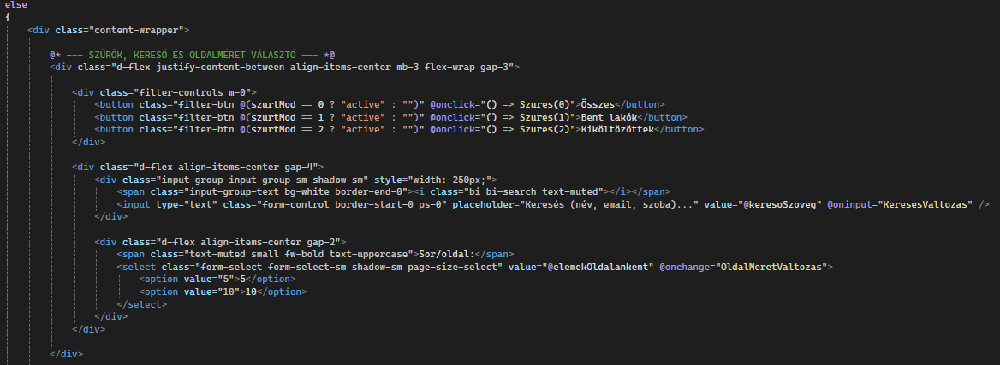 else
{
<div class="content-wrapper">
@* --- SZŰRŐK, KERESŐ ÉS OLDALMÉRET VÁLASZTÓ --- *@
<div class="d-flex justify-content-between align-items-center mb-3 flex-wrap gap-3">
<div class="filter-controls m-0">
<button class="filter-btn @(szurtMod == 0 ? "active" : "")" @onclick="() => Szures(0)">Összes</button>
<button class="filter-btn @(szurtMod == 1 ? "active" : "")" @onclick="() => Szures(1)">Bent lakók</button>
<button class="filter-btn @(szurtMod == 2 ? "active" : "")" @onclick="() => Szures(2)">Kiköltözöttek</button>
</div>
<div class="d-flex align-items-center gap-4">
<div class="input-group input-group-sm shadow-sm" style="width: 250px;">
<span class="input-group-text bg-white border-end-0"><i class="bi bi-search text-muted"></i></span>
<input type="text" class="form-control border-start-0 ps-0" placeholder="Keresés (név, email, szoba)..." value="@keresoSzoveg" @oninput="KeresesValtozas" />
</div>
<div class="d-flex align-items-center gap-2">
<span class="text-muted small fw-bold text-uppercase">Sor/oldal:</span>
<select class="form-select form-select-sm shadow-sm page-size-select" value="@elemekOldalankent" @onchange="OldalMeretValtozas">
<option value="5">5</option>
<option value="10">10</option>
</select>
</div>
</div>
</div>